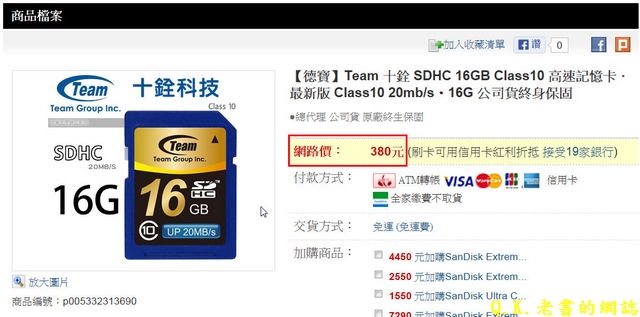 商品檔案
加入收藏清單
讚
0
【德寶】Team 十銓 SDHC 16GB Class10 高速記憶卡‧
最新版 Class10 20mb/s‧16G 公司貨終身保固
●總代理 公司貨 原廠終生保固
網路價： 380元 (刷卡可用信用卡紅利折抵 接受19家銀行)
付款方式： ATM轉帳 VISA JCB 信用卡
全家繳費不取貨
交貨方式： 免運 (免運費)
加購商品： 4450 元加購SanDisk Extrem...
2550 元加購SanDisk Extrem...
1550 元加購SanDisk Ultra C...
7290 元加購SanDisk Extrem...
Team
Team Group Inc.
十銓科技
Class 10
SDHC
20MB/S
16G
Team
Team Group Inc.
16
GB
SDHC
10
UP 20MB/s
放大圖片
商品編號：p005332313690
O.K.老書的網誌